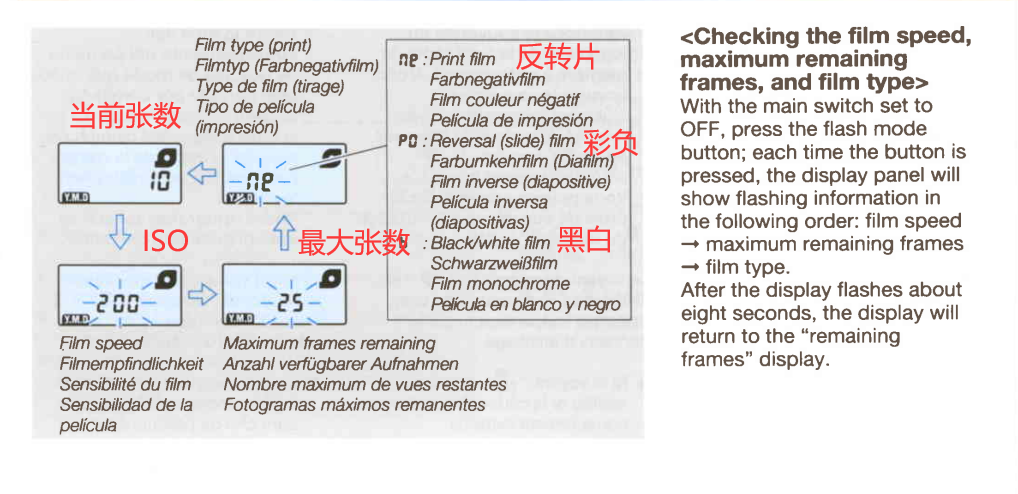 Film type (print)
Filmtyp (Farbnegativfilm)
Type de film (tirage)
Tipo de película
(impresión)
当前张数
10
Y.M.D
ne
Y.M.D
ISO
最大张数
200
Y.M.D
25
Y.M.D
Film speed
Filmempfindlichkeit
Sensibilité du film
Sensibilidad de la
película
Maximum frames remaining
Anzahl verfügbarer Aufnahmen
Nombre maximum de vues restantes
Fotogramas máximos remanentes
ne : Print film 反转片
Farbnegativfilm
Film couleur négatif
Película de impresión
PO : Reversal (slide) film 彩负
Farbumkehrfilm (Diafilm)
Film inverse (diapositive)
Película inversa
(diapositivas)
: Black/white film 黑白
Schwarzweißfilm
Film monochrome
Película en blanco y negro
<Checking the film speed,
maximum remaining
frames, and film type>
With the main switch set to
OFF, press the flash mode
button; each time the button is
pressed, the display panel will
show flashing information in
the following order: film speed
→ maximum remaining frames
→ film type.
After the display flashes about
eight seconds, the display will
return to the “remaining
frames” display.